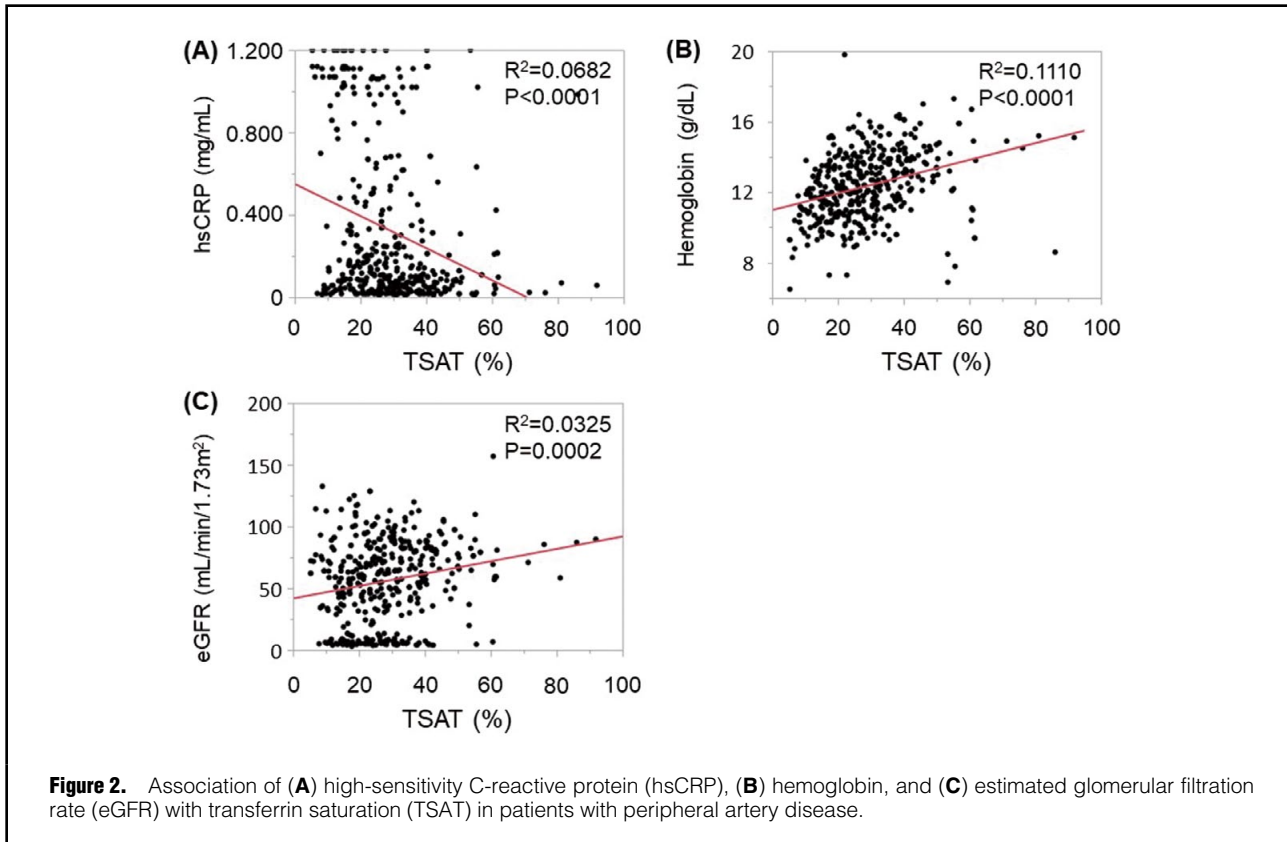 (A)
1.200
0.800
0.400
0
hsCRP (mg/mL)
R²=0.0682
P<0.0001
0 20 40 60 80 100
TSAT (%)
(B)
20
16
12
8
Hemoglobin (g/dL)
R²=0.1110
P<0.0001
0 20 40 60 80 100
TSAT (%)
(C)
200
150
100
50
0
eGFR (mL/min/1.73m²)
R²=0.0325
P=0.0002
0 20 40 60 80 100
TSAT (%)
Figure 2. Association of (A) high-sensitivity C-reactive protein (hsCRP), (B) hemoglobin, and (C) estimated glomerular filtration
rate (eGFR) with transferrin saturation (TSAT) in patients with peripheral artery disease.